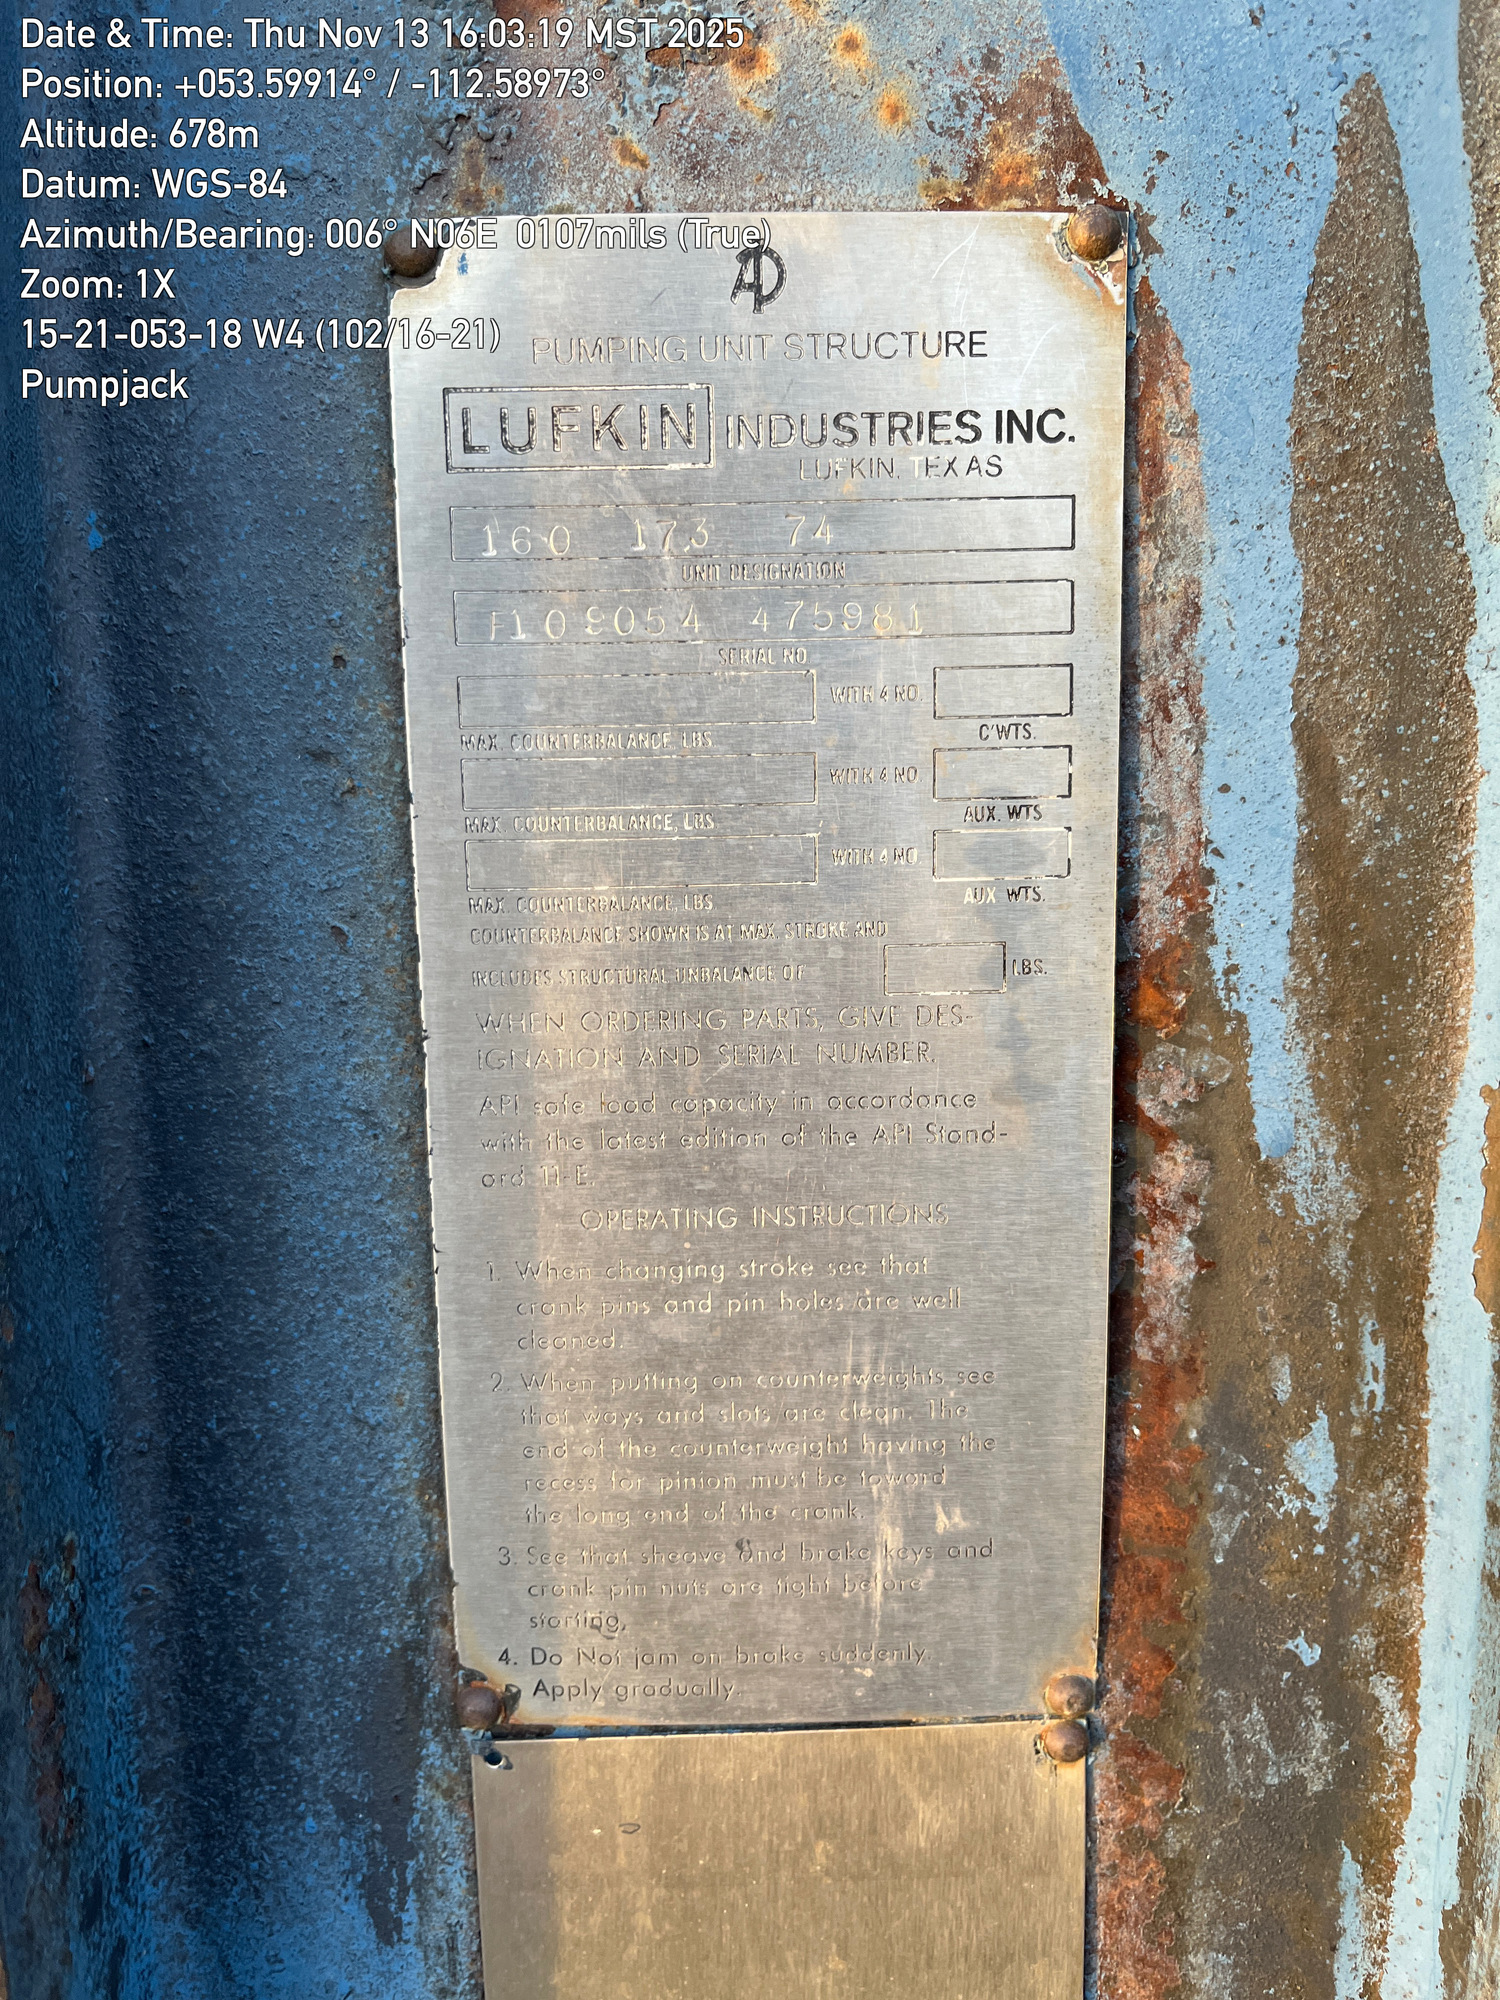 Date & Time: Thu Nov 13 16:03:19 MST 2025
Position: +053.59914° / -112.58973°
Altitude: 678m
Datum: WGS-84
Azimuth/Bearing: 006° N06E 0107mils (True)
Zoom: 1X
15-21-053-18 W4 (102/16-21)
Pumpjack
PUMPING UNIT STRUCTURE
LUFKIN INDUSTRIES INC.
LUFKIN, TEXAS
160 173 74
UNIT DESIGNATION
F109054 475981
SERIAL NO
WITH 4 NO.
MAX. COUNTERBALANCE, LBS. C'WTS.
WITH 4 NO.
MAX. COUNTERBALANCE, LBS. AUX. WTS
WITH 4 NO.
MAX. COUNTERBALANCE, LBS. AUX WTS.
COUNTERBALANCE SHOWN IS AT MAX. STROKE AND
INCLUDES STRUCTURAL UNBALANCE OF LBS.
WHEN ORDERING PARTS, GIVE DES-
IGNATION AND SERIAL NUMBER.
API safe load capacity in accordance
with the latest edition of the API Stand-
ard 11-E.
OPERATING INSTRUCTIONS
1. When changing stroke see that
crank pins and pin holes are well
cleaned.
2. When putting on counterweights see
that ways and slots are clean. The
end of the counterweight having the
recess for pinion must be toward
the long end of the crank.
3. See that sheave and brake keys and
crank pin nuts are tight before
starting.
4. Do Not jam on brake suddenly.
Apply gradually.